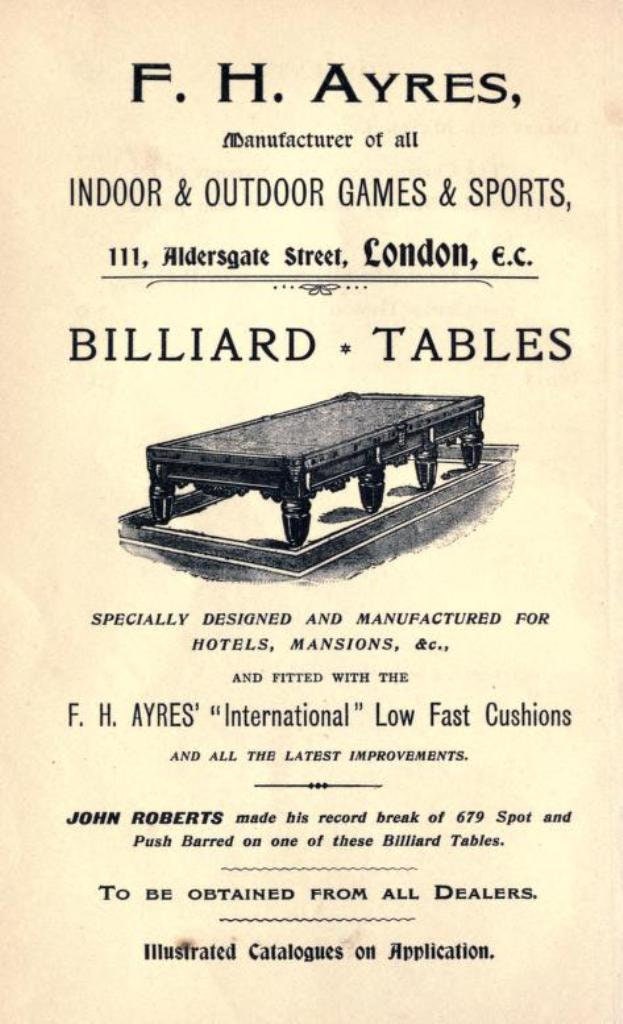 F. H. AYRES,
Manufacturer of all
INDOOR & OUTDOOR GAMES & SPORTS,
111, Aldersgate Street, London, E.C.
BILLIARD * TABLES
SPECIALLY DESIGNED AND MANUFACTURED FOR
HOTELS, MANSIONS, &c.,
AND FITTED WITH THE
F. H. AYRES' "International" Low Fast Cushions
AND ALL THE LATEST IMPROVEMENTS.
JOHN ROBERTS made his record break of 679 Spot and
Push Barred on one of these Billiard Tables.
TO BE OBTAINED FROM ALL DEALERS.
Illustrated Catalogues on Application.